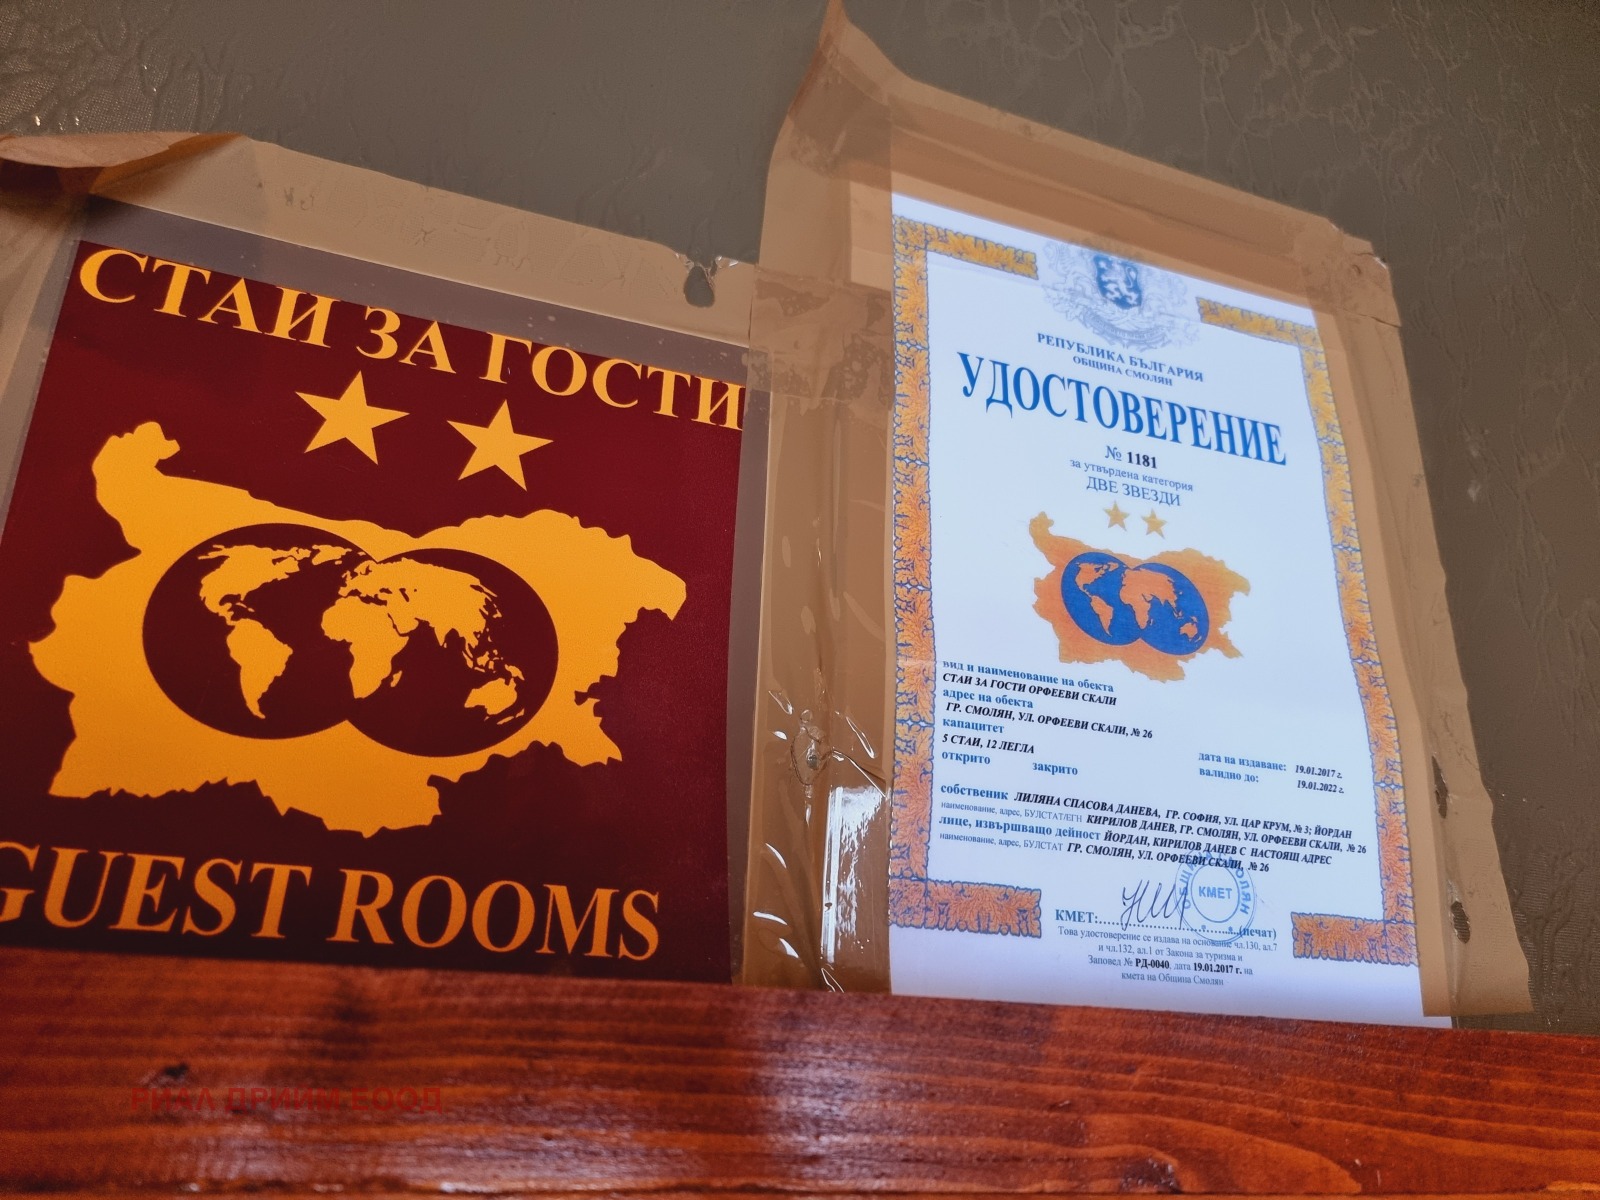 СТАИ ЗА ГОСТИ
GUEST ROOMS
РЕПУБЛИКА БЪЛГАРИЯ
ОБЩИНА СМОЛЯН
УДОСТОВЕРЕНИЕ
№ 1181
за утвърдена категория
ДВЕ ЗВЕЗДИ
вид и наименование на обекта
СТАИ ЗА ГОСТИ ОРФЕЕВИ СКАЛИ
адрес на обекта
ГР. СМОЛЯН, УЛ. ОРФЕЕВИ СКАЛИ, № 26
капацитет
5 СТАИ, 12 ЛЕГЛА
открито закрито
дата на издаване: 19.01.2017 г.
валидно до: 19.01.2022 г.
собственик ЛИЛЯНА СПАСОВА ДАНЕВА, ГР. СОФИЯ, УЛ. ЦАР КРУМ, № 3; ЙОРДАН
наименование, адрес, БУЛСТАТ/ЕГН КИРИЛОВ ДАНЕВ, ГР. СМОЛЯН, УЛ. ОРФЕЕВИ СКАЛИ, № 26
лице, извършващо дейност ЙОРДАН, КИРИЛОВ ДАНЕВ С НАСТОЯЩ АДРЕС
наименование, адрес, БУЛСТАТ ГР. СМОЛЯН, УЛ. ОРФЕЕВИ СКАЛИ, № 26
ОБЩИНА СМОЛЯН
КМЕТ
КМЕТ:..............................(печат)
Това удостоверение се издава на основание чл.130, ал.7
и чл.132, ал.1 от Закона за туризма и
Заповед № РД-0040, дата 19.01.2017 г. на
кмета на Община Смолян
РИАЛ ПРИЙМ ЕООД